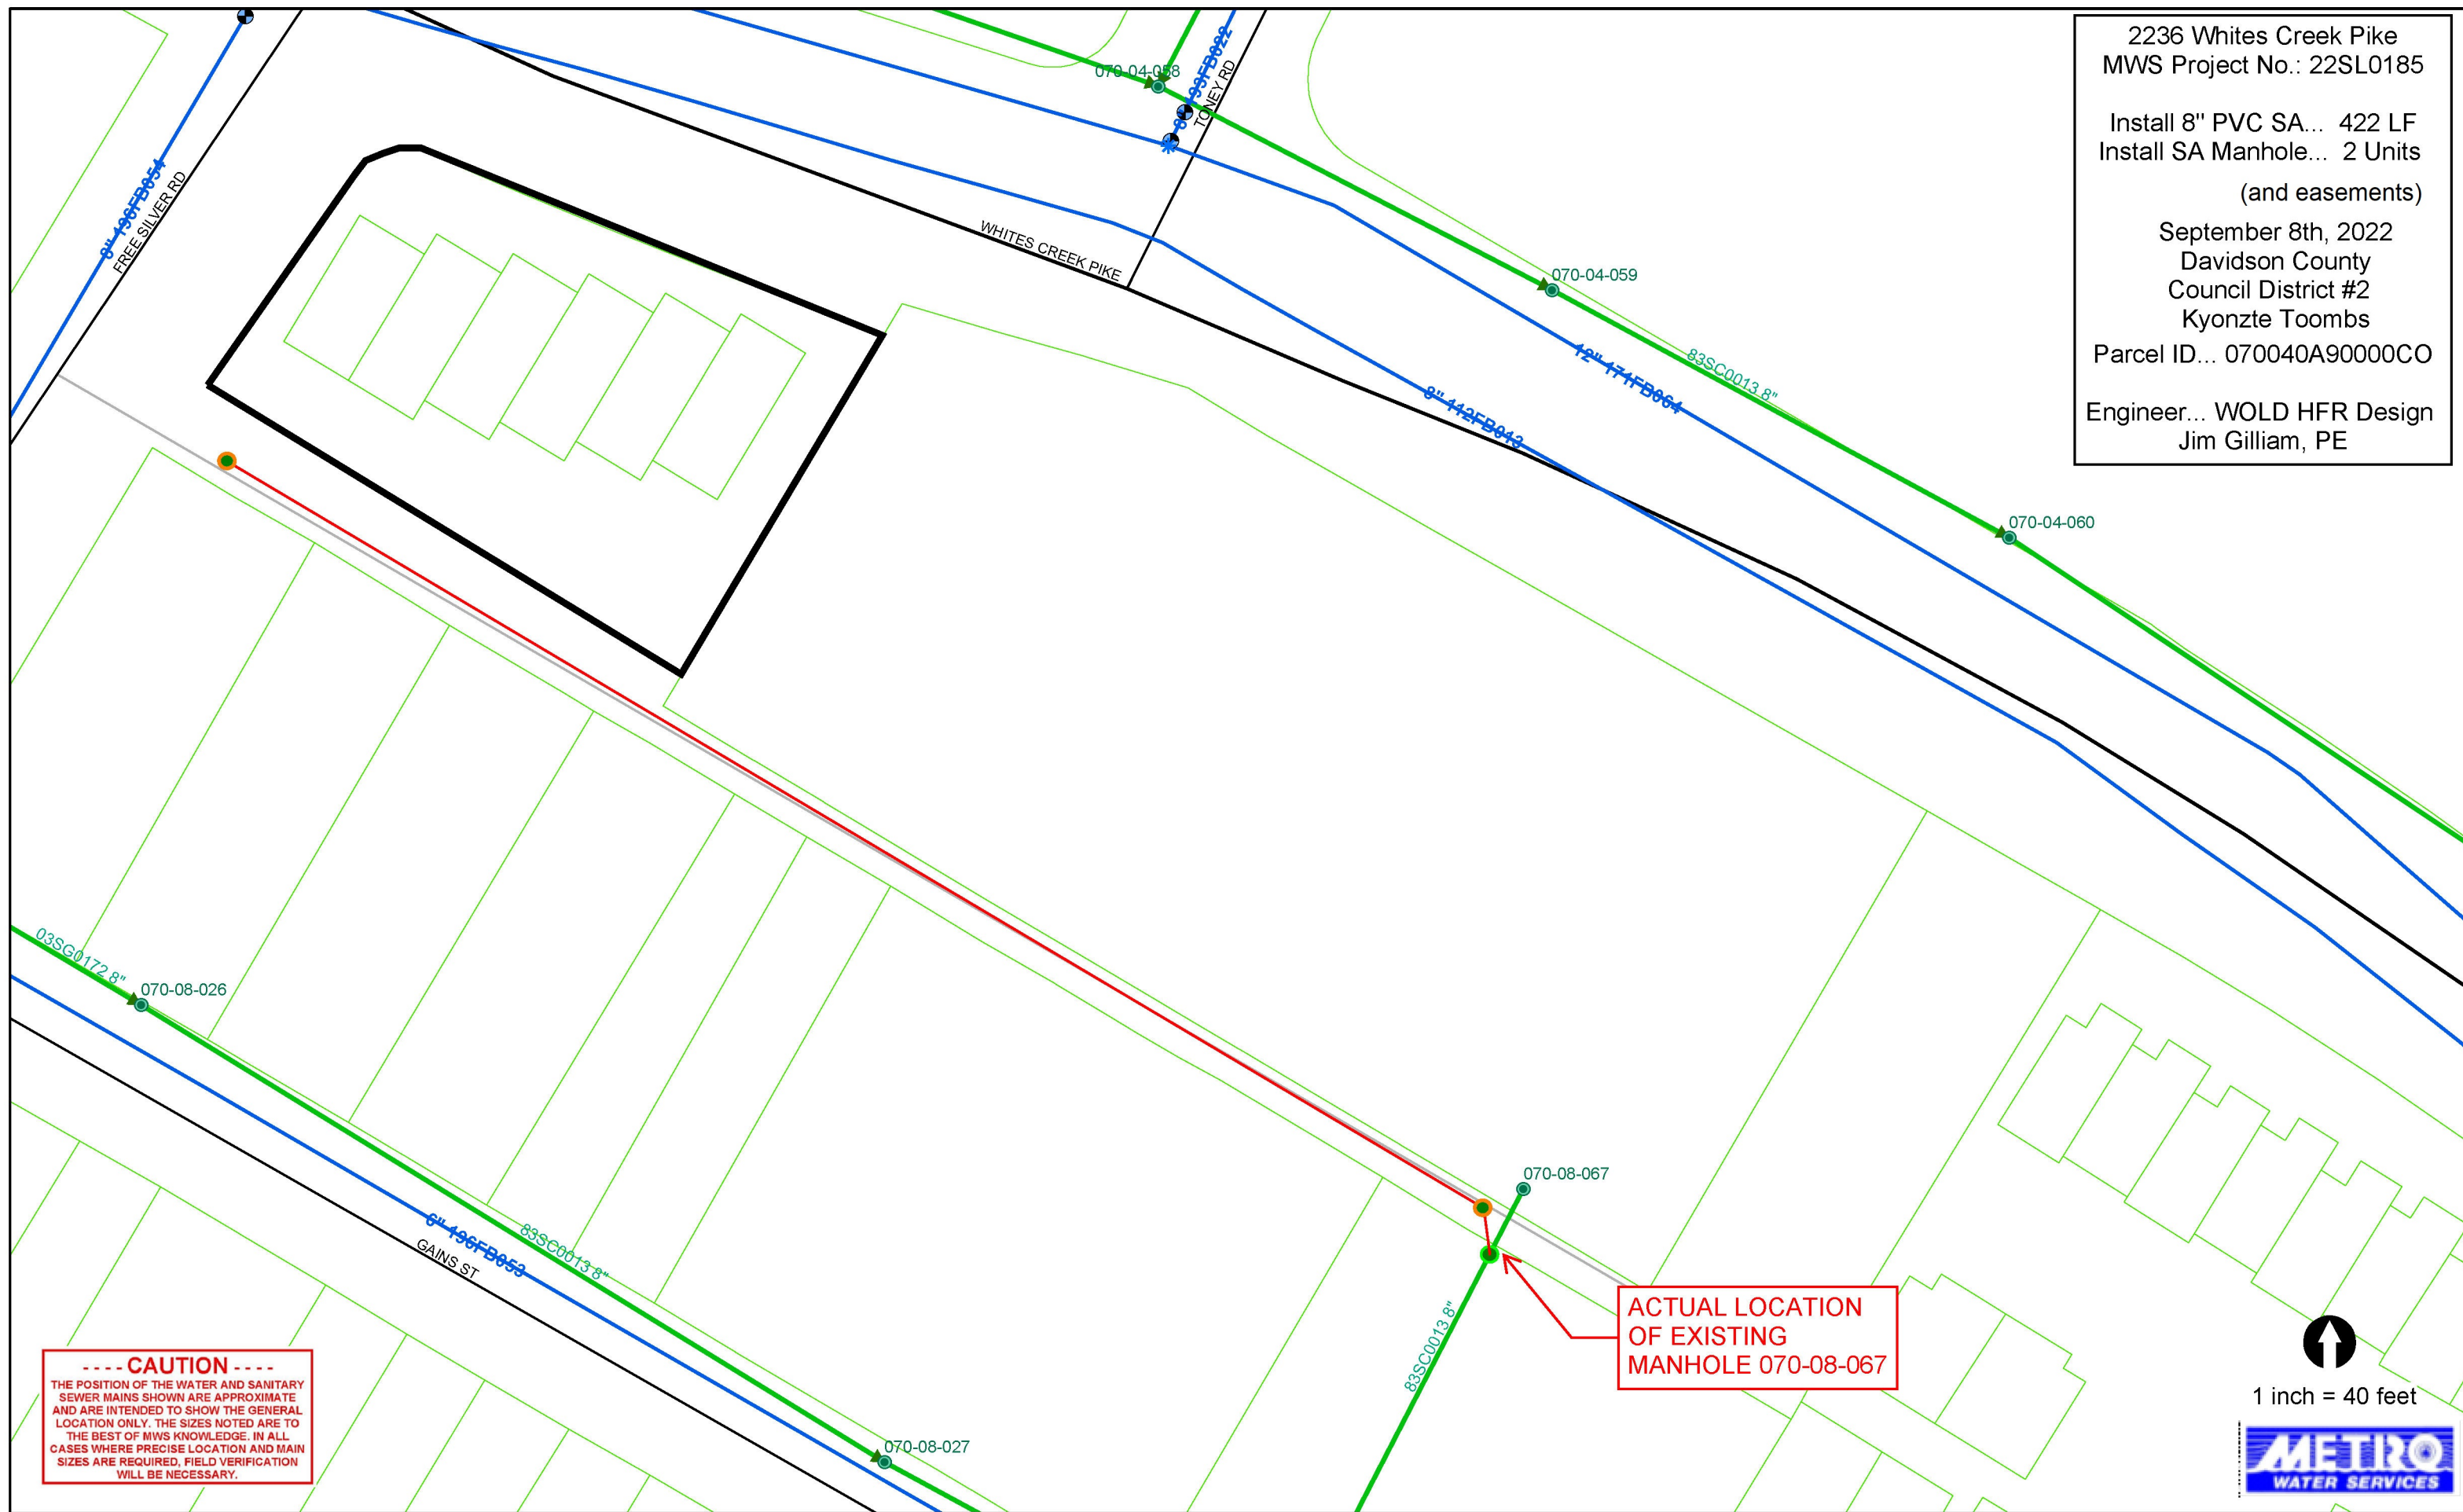 2236 Whites Creek Pike
MWS Project No.: 22SL0185
Install 8" PVC SA... 422 LF
Install SA Manhole... 2 Units
(and easements)
September 8th, 2022
Davidson County
Council District #2
Kyonzte Toombs
Parcel ID... 070040A90000CO
Engineer... WOLD HFR Design
Jim Gilliam, PE
070-04-058
TONEY RD
8" 196FB054
FREE SILVER RD
WHITES CREEK PIKE
070-04-059
83SC0013 8"
12" 171FB064
8" 112FB013
070-04-060
03SG0172 8"
070-08-026
6" 196FB053
GAINS ST
83SC0013 8"
070-08-067
83SC0013 8"
ACTUAL LOCATION
OF EXISTING
MANHOLE 070-08-067
070-08-027
- - - - CAUTION - - - -
THE POSITION OF THE WATER AND SANITARY
SEWER MAINS SHOWN ARE APPROXIMATE
AND ARE INTENDED TO SHOW THE GENERAL
LOCATION ONLY. THE SIZES NOTED ARE TO
THE BEST OF MWS KNOWLEDGE. IN ALL
CASES WHERE PRECISE LOCATION AND MAIN
SIZES ARE REQUIRED, FIELD VERIFICATION
WILL BE NECESSARY.
1 inch = 40 feet
METRO
WATER SERVICES